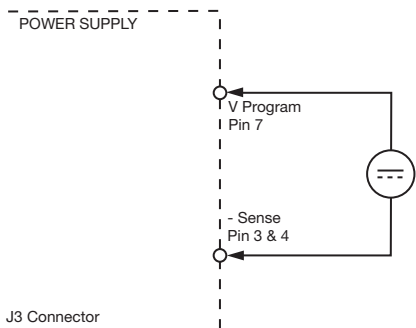 POWER SUPPLY
V Program
Pin 7
- Sense
Pin 3 & 4
J3 Connector